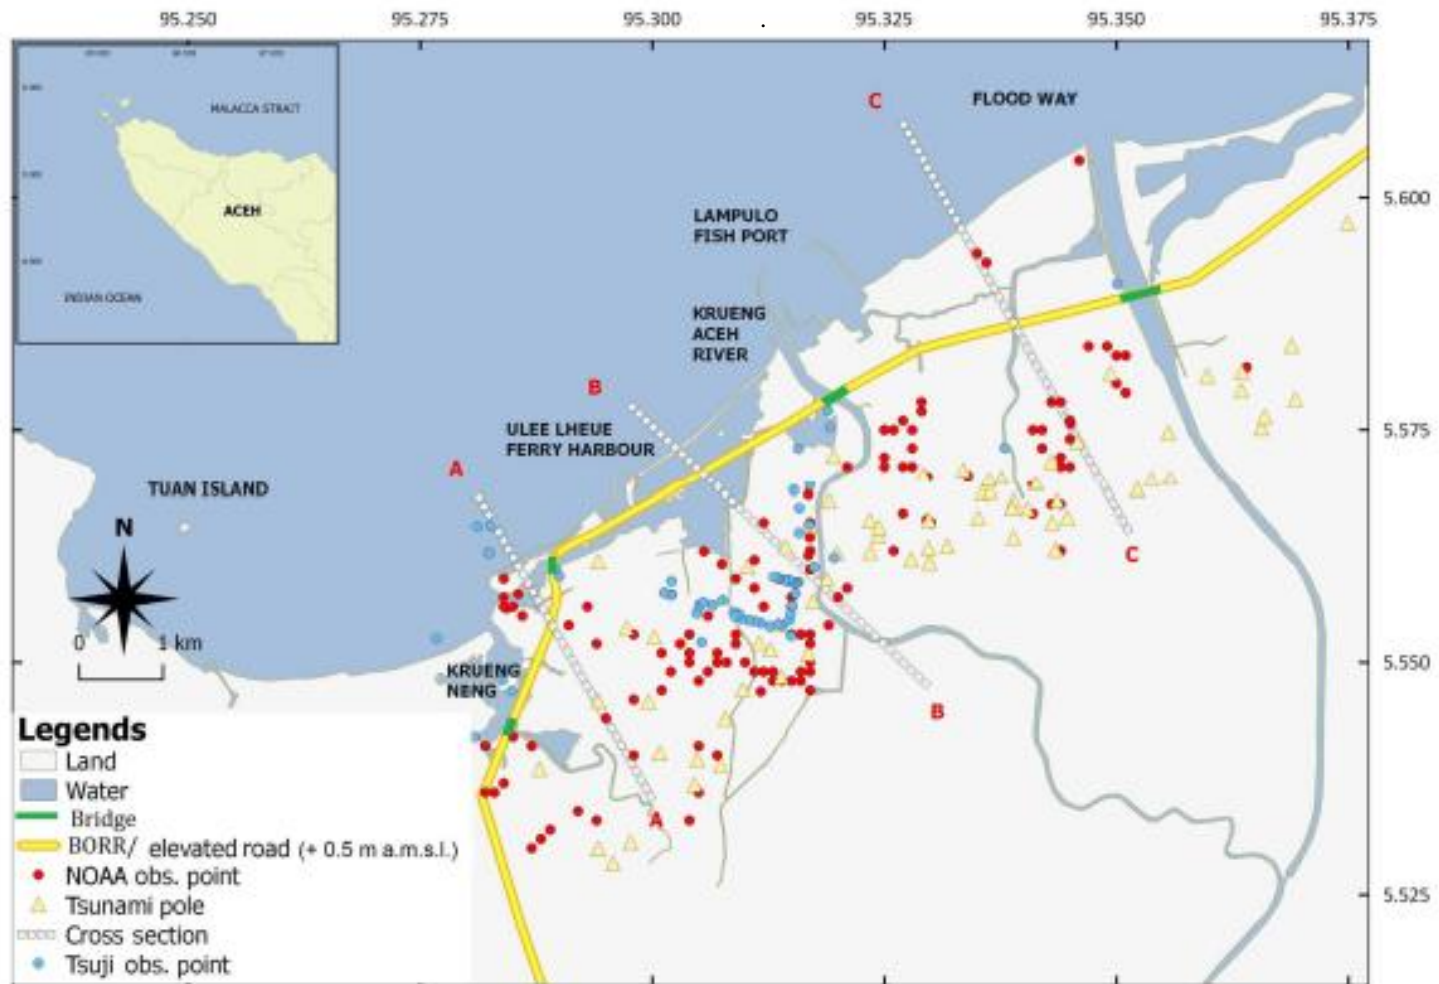 95.250 95.275 95.300 95.325 95.350 95.375
MALACCA STRAIT
ACEH
INDIAN OCEAN
C
FLOOD WAY
5.600
LAMPULO
FISH PORT
KRUENG
ACEH
RIVER
B
ULEE LHEUE
FERRY HARBOUR
5.575
A
TUAN ISLAND
N
C
0 1 km
5.550
KRUENG
NENG
B
A
5.525
Legends
Land
Water
Bridge
BORR/ elevated road (+ 0.5 m a.m.s.l.)
NOAA obs. point
Tsunami pole
Cross section
Tsuji obs. point